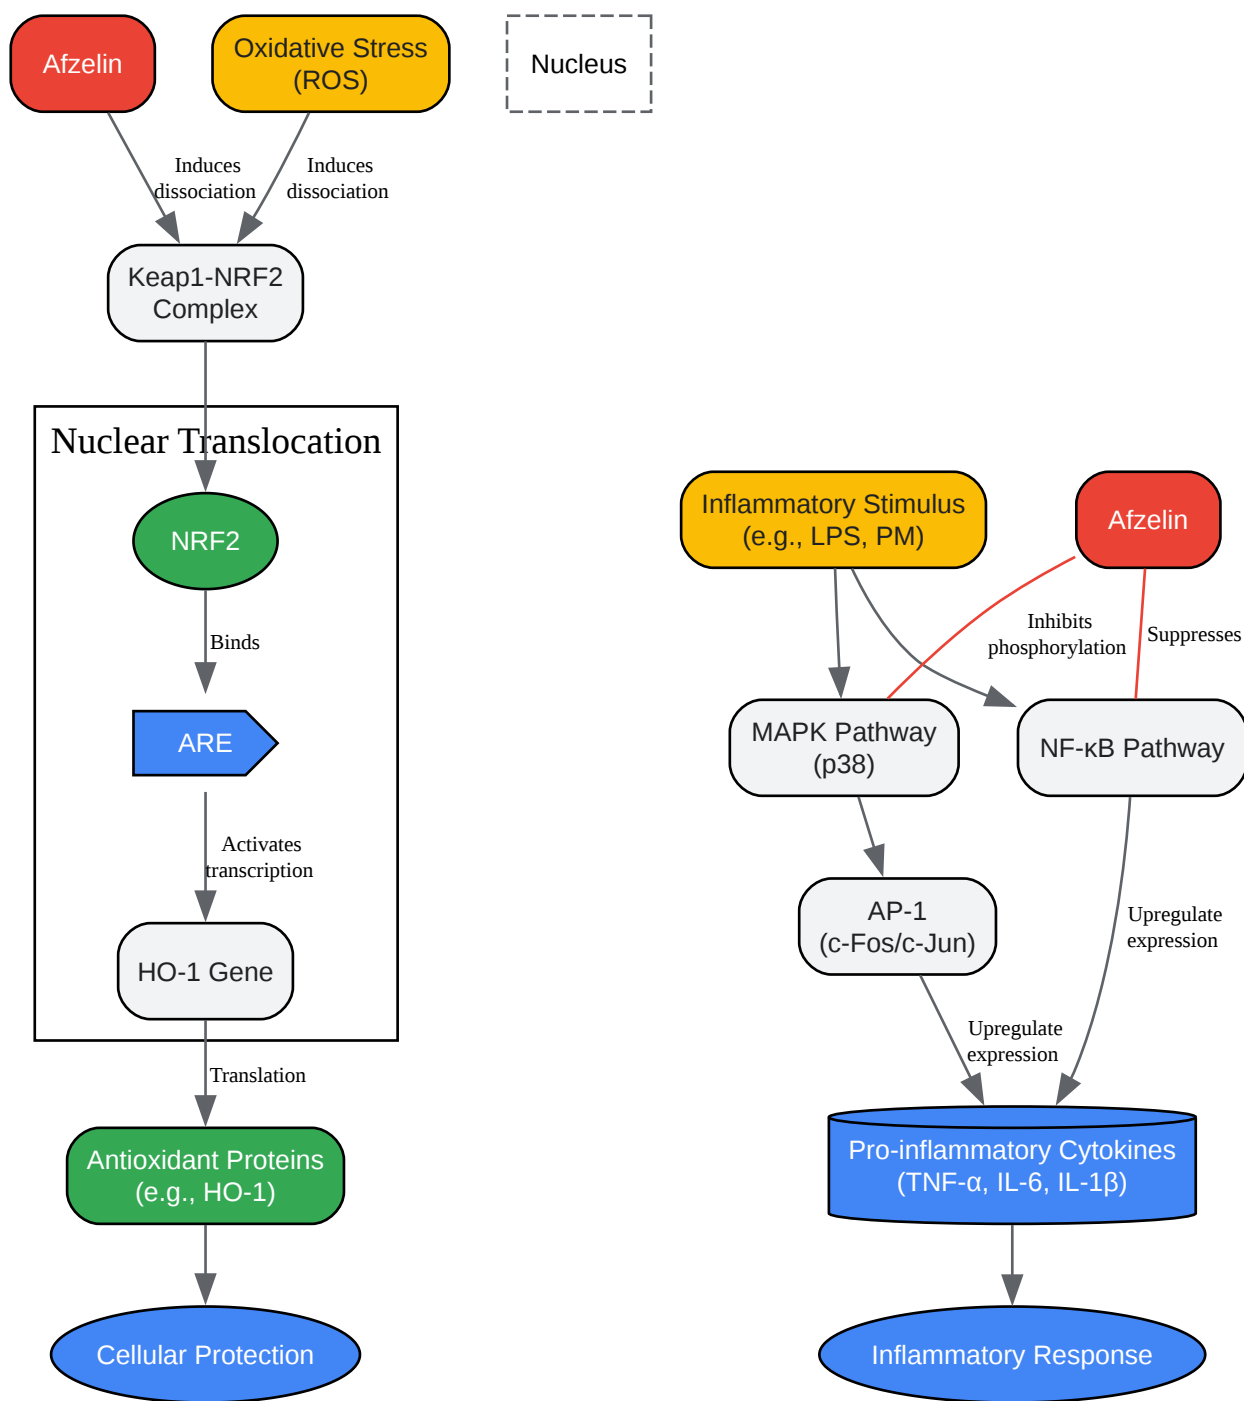 Afzelin
Oxidative Stress
(ROS)
Nucleus
Induces
dissociation
Induces
dissociation
Keap1-NRF2
Complex
Nuclear Translocation
NRF2
Binds
ARE
Activates
transcription
HO-1 Gene
Translation
Antioxidant Proteins
(e.g., HO-1)
Cellular Protection
Inflammatory Stimulus
(e.g., LPS, PM)
Afzelin
Inhibits
phosphorylation
Suppresses
MAPK Pathway
(p38)
NF-κB Pathway
AP-1
(c-Fos/c-Jun)
Upregulate
expression
Upregulate
expression
Pro-inflammatory Cytokines
(TNF-α, IL-6, IL-1β)
Inflammatory Response